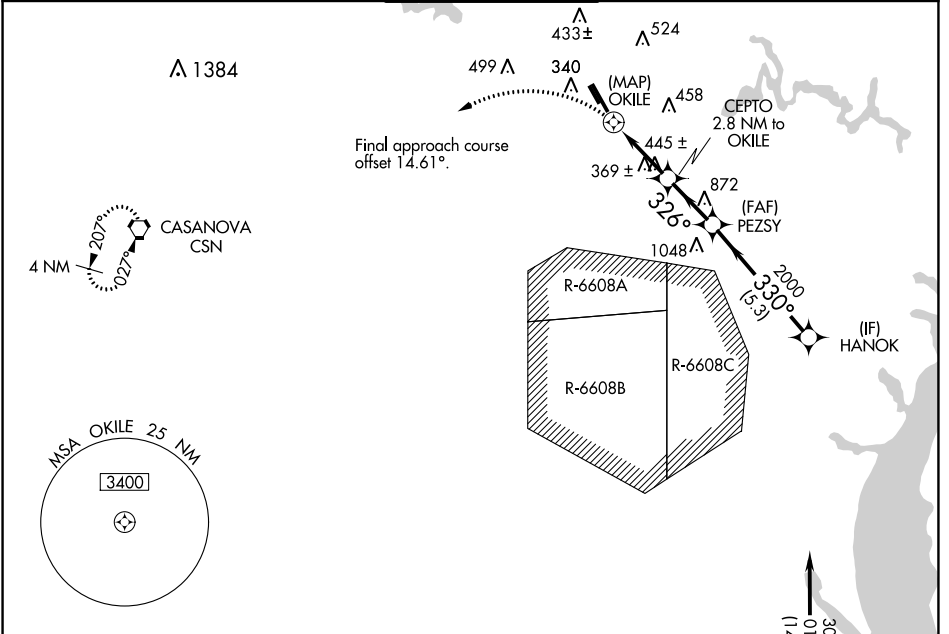 433±
524
1384
499
340
(MAP)
OKILE
458
CEPTO
2.8 NM to
OKILE
Final approach course
offset 14.61°.
445 ±
369 ±
872
326°
(FAF)
PEZSY
1048
207°
027°
4 NM
CASANOVA
CSN
R-6608A
2000
330°
(5.3)
(IF)
HANOK
R-6608C
R-6608B
MSA OKILE 25 NM
3400